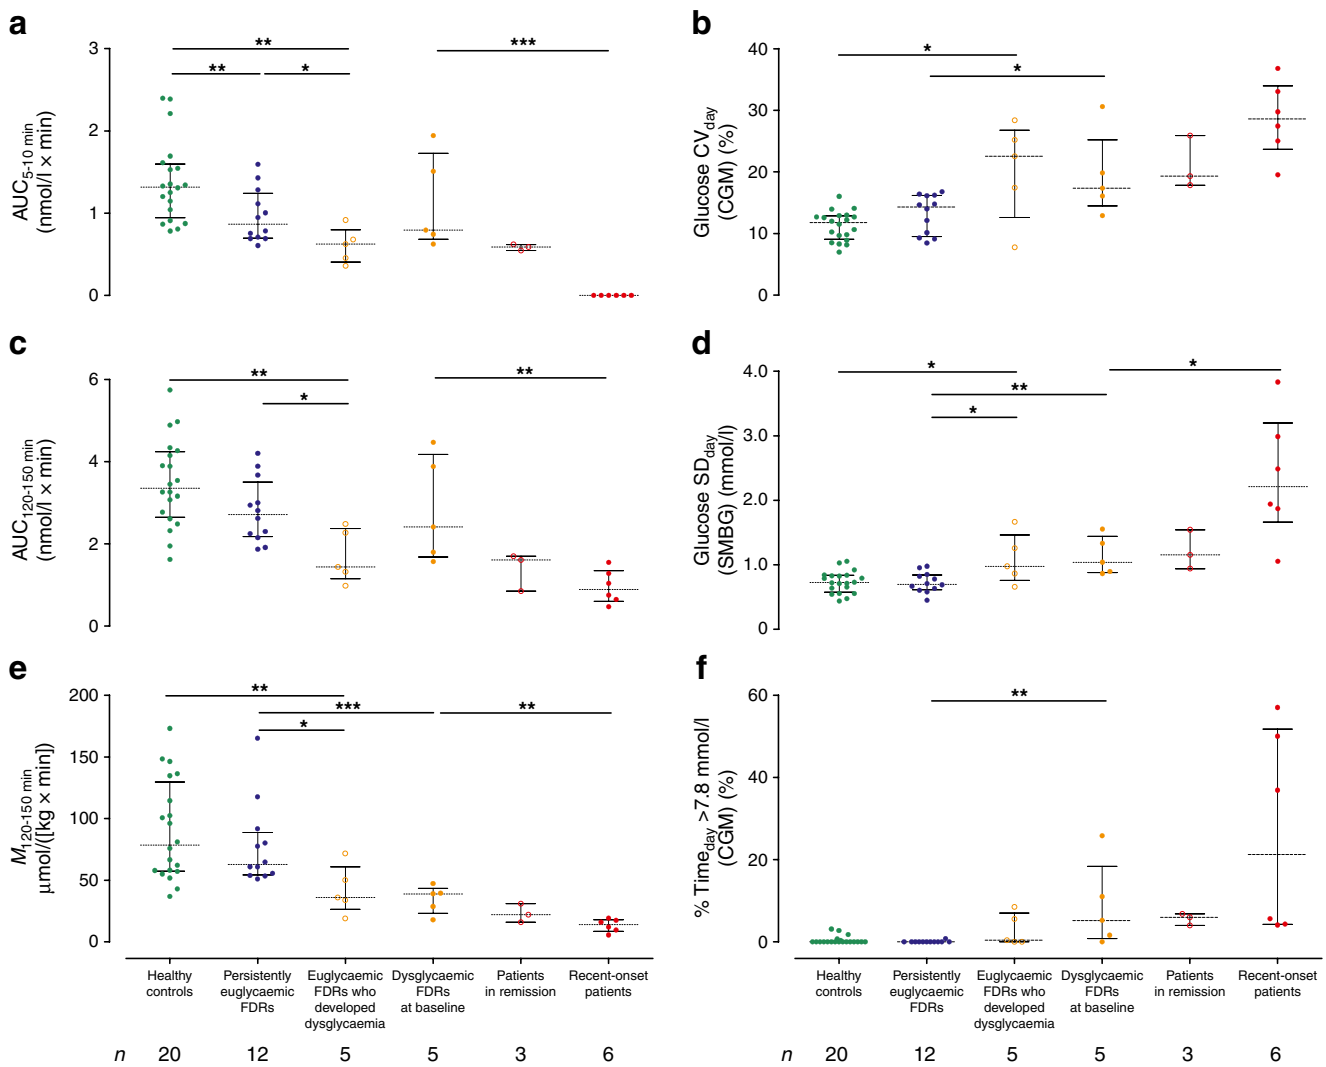 a
3
2
1
0
AUC5-10 min
(nmol/l × min)
**
**
*
***
b
40
30
20
10
0
Glucose CVday
(CGM) (%)
*
*
c
6
4
2
0
AUC120-150 min
(nmol/l × min)
**
*
**
d
4.0
3.0
2.0
1.0
0
Glucose SDday
(SMBG) (mmol/l)
*
**
*
*
e
200
150
100
50
0
M120-150 min
μmol/([kg × min])
**
***
*
**
f
60
40
20
0
% Timeday >7.8 mmol/l
(CGM) (%)
**
Healthy
controls
Persistently
euglycaemic
FDRs
Euglycaemic
FDRs who
developed
dysglycaemia
Dysglycaemic
FDRs
at baseline
Patients
in remission
Recent-onset
patients
n 20 12 5 5 3 6
Healthy
controls
Persistently
euglycaemic
FDRs
Euglycaemic
FDRs who
developed
dysglycaemia
Dysglycaemic
FDRs
at baseline
Patients
in remission
Recent-onset
patients
n 20 12 5 5 3 6